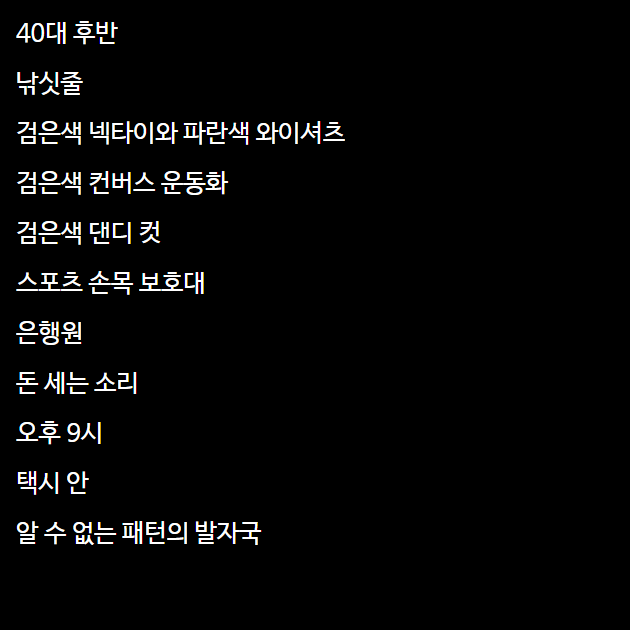 40대 후반
낚싯줄
검은색 넥타이와 파란색 와이셔츠
검은색 컨버스 운동화
검은색 댄디 컷
스포츠 손목 보호대
은행원
돈 세는 소리
오후 9시
택시 안
알 수 없는 패턴의 발자국